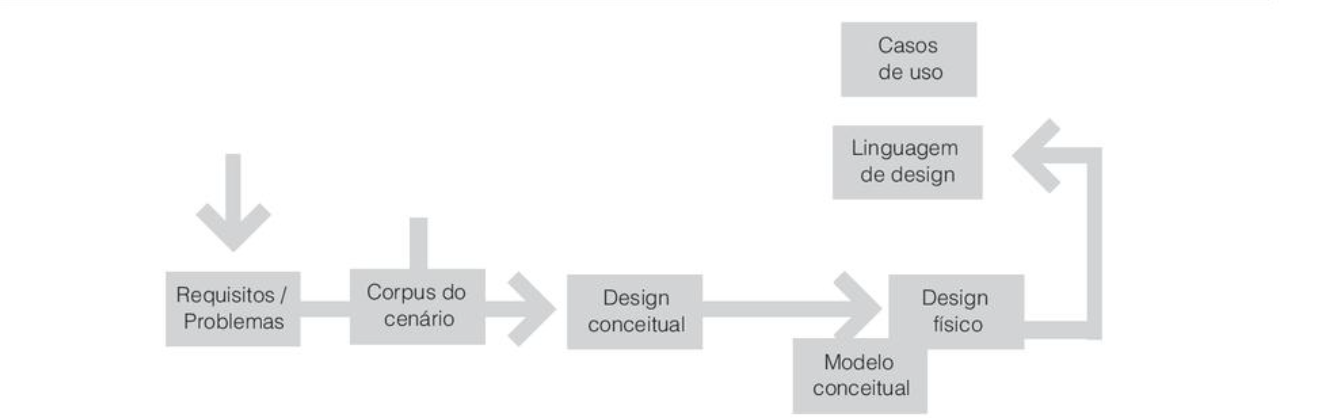 Casos
de uso
Linguagem
de design
Requisitos /
Problemas
Corpus do
cenário
Design
conceitual
Design
físico
Modelo
conceitual